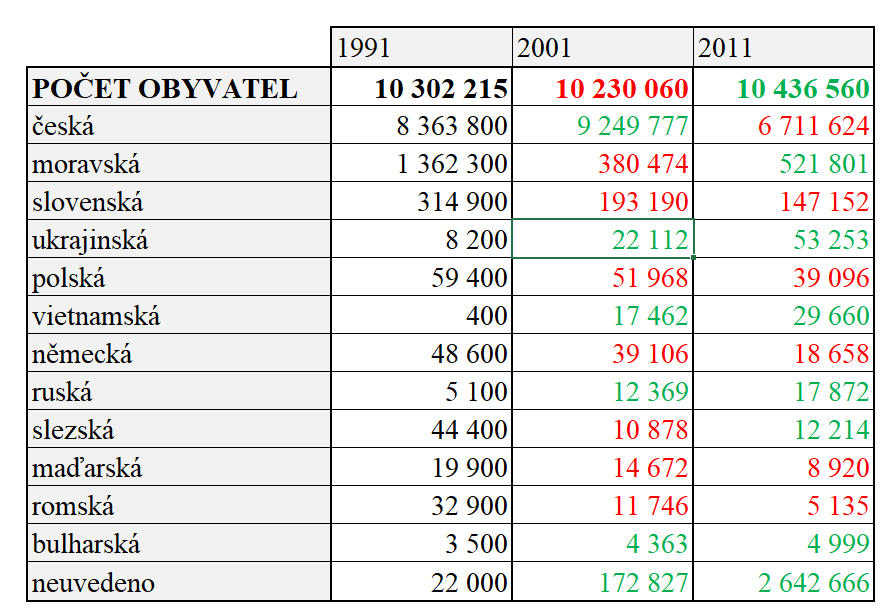 1991 2001 2011
POČET OBYVATEL 10 302 215 10 230 060 10 436 560
česká 8 363 800 9 249 777 6 711 624
moravská 1 362 300 380 474 521 801
slovenská 314 900 193 190 147 152
ukrajinská 8 200 22 112 53 253
polská 59 400 51 968 39 096
vietnamská 400 17 462 29 660
německá 48 600 39 106 18 658
ruská 5 100 12 369 17 872
slezská 44 400 10 878 12 214
maďarská 19 900 14 672 8 920
romská 32 900 11 746 5 135
bulharská 3 500 4 363 4 999
neuvedeno 22 000 172 827 2 642 666